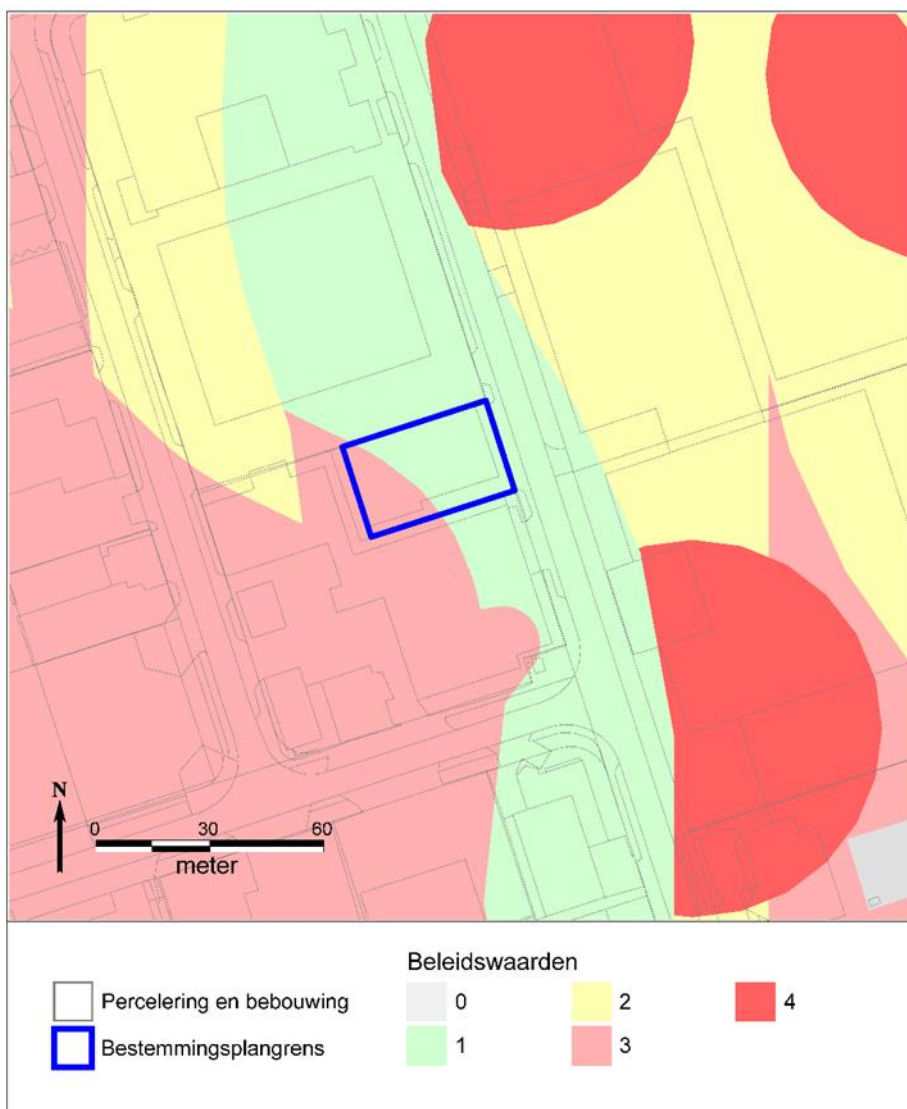 N
0 30 60
meter
Beleidswaarden
Percelering en bebouwing 0 2 4
Bestemmingsplangrens 1 3